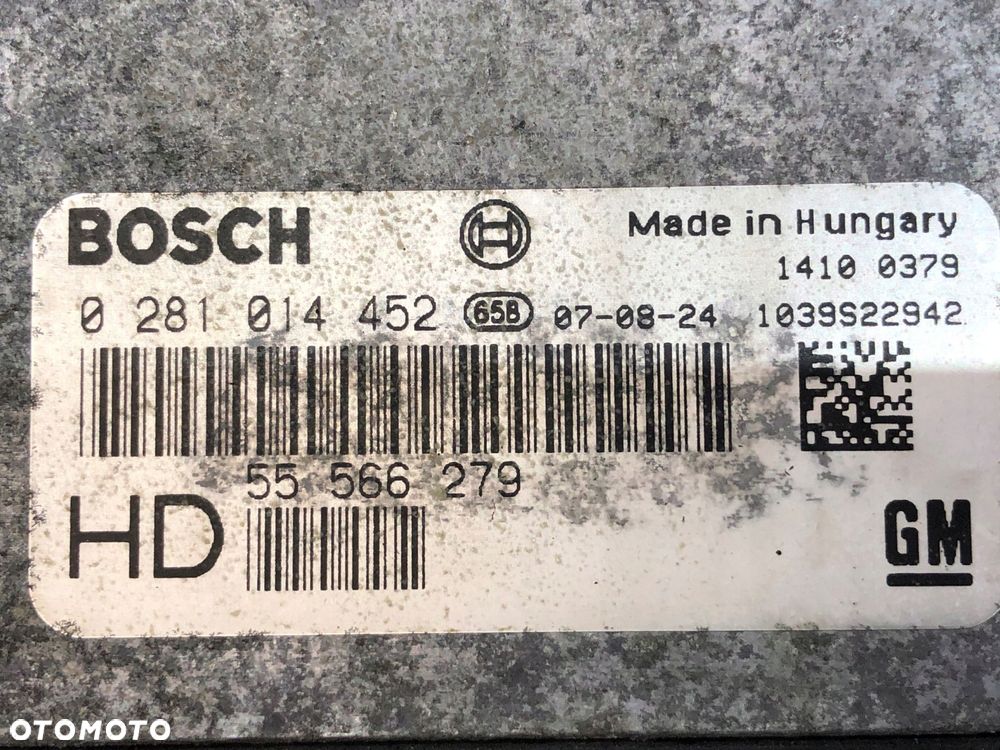 BOSCH
Made in Hungary
1410 0379
0 281 014 452 65B 07-08-24 1039S22942
55 566 279
HD
GM
OTOMOTO